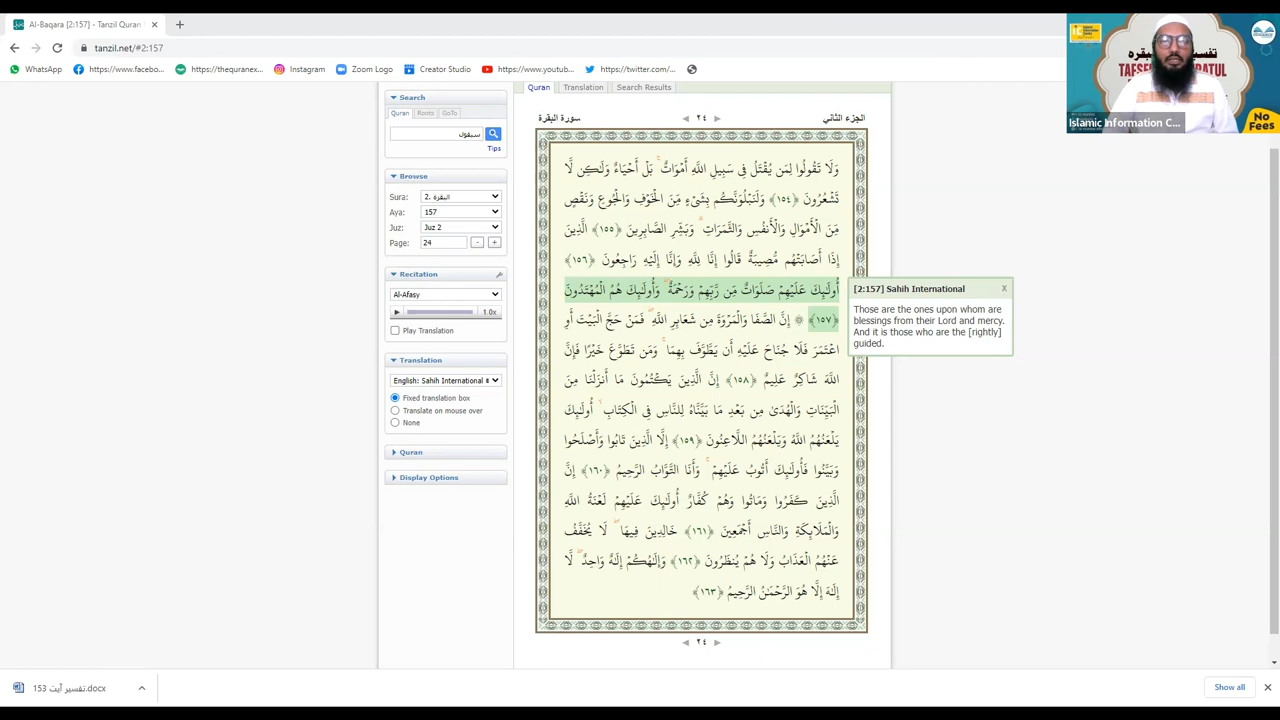 Al-Baqara [2:157] - Tanzil Quran
tanzil.net/#2:157
WhatsApp
https://www.facebo...
https://thequranex...
Instagram
Zoom Logo
Creator Studio
https://www.youtub...
https://twitter.com/...
Search
Quran Roots GoTo
سيقول
Tips
Browse
Sura: 2. البقرة
Aya: 157
Juz: Juz 2
Page: 24
Recitation
Al-Afasy
1.0x
Play Translation
Translation
English: Sahih International
Fixed translation box
Translate on mouse over
None
Quran
Display Options
Quran Translation Search Results
الجزء الثاني ٢٤ سورة البقرة
وَلَا تَقُولُوا لِمَن يُقْتَلُ فِي سَبِيلِ اللَّهِ أَمْوَاتٌ ۚ بَلْ أَحْيَاءٌ وَلَـٰكِن لَّا
تَشْعُرُونَ ﴿١٥٤﴾ وَلَنَبْلُوَنَّكُم بِشَيْءٍ مِّنَ الْخَوْفِ وَالْجُوعِ وَنَقْصٍ
مِّنَ الْأَمْوَالِ وَالْأَنفُسِ وَالثَّمَرَاتِ ۗ وَبَشِّرِ الصَّابِرِينَ ﴿١٥٥﴾ الَّذِينَ
إِذَا أَصَابَتْهُم مُّصِيبَةٌ قَالُوا إِنَّا لِلَّهِ وَإِنَّا إِلَيْهِ رَاجِعُونَ ﴿١٥٦﴾
أُولَـٰئِكَ عَلَيْهِمْ صَلَوَاتٌ مِّن رَّبِّهِمْ وَرَحْمَةٌ ۖ وَأُولَـٰئِكَ هُمُ الْمُهْتَدُونَ
﴿١٥٧﴾ ۞ إِنَّ الصَّفَا وَالْمَرْوَةَ مِن شَعَائِرِ اللَّهِ ۖ فَمَنْ حَجَّ الْبَيْتَ أَوِ
اعْتَمَرَ فَلَا جُنَاحَ عَلَيْهِ أَن يَطَّوَّفَ بِهِمَا ۚ وَمَن تَطَوَّعَ خَيْرًا فَإِنَّ
اللَّهَ شَاكِرٌ عَلِيمٌ ﴿١٥٨﴾ إِنَّ الَّذِينَ يَكْتُمُونَ مَا أَنزَلْنَا مِنَ
الْبَيِّنَاتِ وَالْهُدَىٰ مِن بَعْدِ مَا بَيَّنَّاهُ لِلنَّاسِ فِي الْكِتَابِ ۙ أُولَـٰئِكَ
يَلْعَنُهُمُ اللَّهُ وَيَلْعَنُهُمُ اللَّاعِنُونَ ﴿١٥٩﴾ إِلَّا الَّذِينَ تَابُوا وَأَصْلَحُوا
وَبَيَّنُوا فَأُولَـٰئِكَ أَتُوبُ عَلَيْهِمْ ۚ وَأَنَا التَّوَّابُ الرَّحِيمُ ﴿١٦٠﴾ إِنَّ
الَّذِينَ كَفَرُوا وَمَاتُوا وَهُمْ كُفَّارٌ أُولَـٰئِكَ عَلَيْهِمْ لَعْنَةُ اللَّهِ
وَالْمَلَائِكَةِ وَالنَّاسِ أَجْمَعِينَ ﴿١٦١﴾ خَالِدِينَ فِيهَا ۖ لَا يُخَفَّفُ
عَنْهُمُ الْعَذَابُ وَلَا هُمْ يُنظَرُونَ ﴿١٦٢﴾ وَإِلَـٰهُكُمْ إِلَـٰهٌ وَاحِدٌ ۖ لَّا
إِلَـٰهَ إِلَّا هُوَ الرَّحْمَـٰنُ الرَّحِيمُ ﴿١٦٣﴾
٢٤
[2:157] Sahih International X
Those are the ones upon whom are
blessings from their Lord and mercy.
And it is those who are the [rightly]
guided.
Islamic Information C...
No
Fees
تفسیر آیت 153.docx
Show all